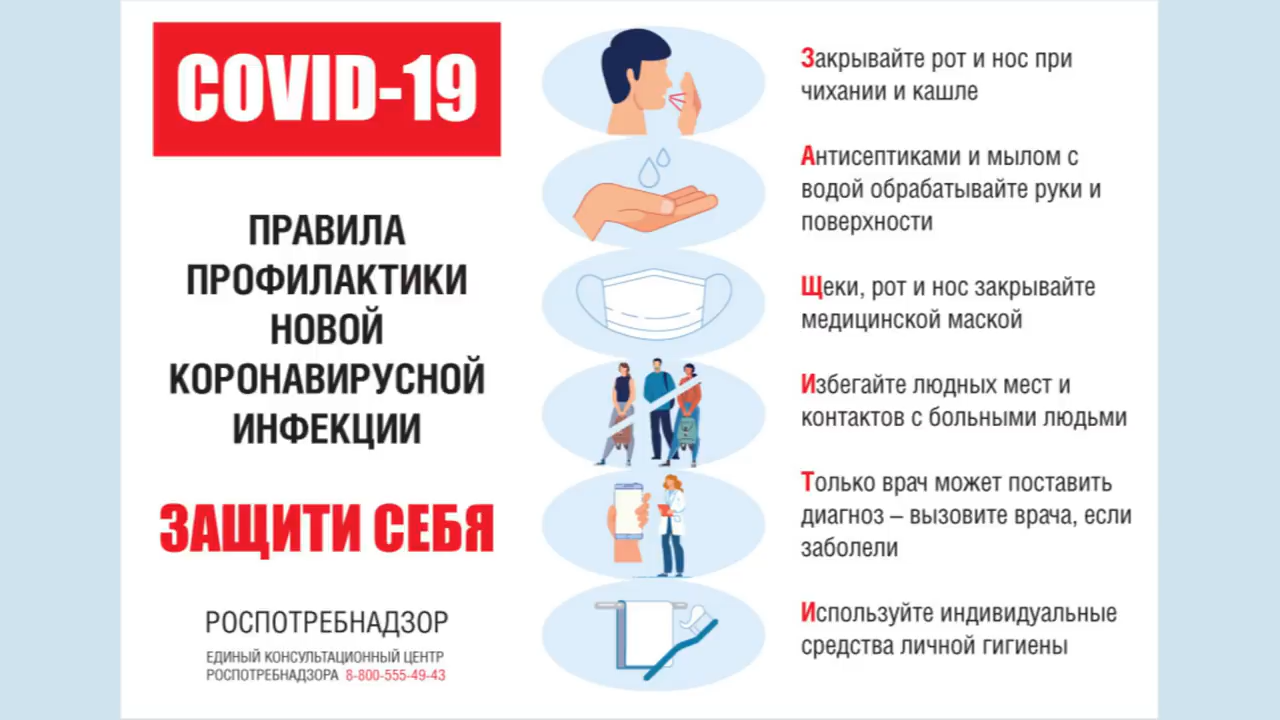 COVID-19
ПРАВИЛА
ПРОФИЛАКТИКИ
НОВОЙ
КОРОНАВИРУСНОЙ
ИНФЕКЦИИ
ЗАЩИТИ СЕБЯ
РОСПОТРЕБНАДЗОР
ЕДИНЫЙ КОНСУЛЬТАЦИОННЫЙ ЦЕНТР
РОСПОТРЕБНАДЗОРА 8-800-555-49-43
Закрывайте рот и нос при
чихании и кашле
Антисептиками и мылом с
водой обрабатывайте руки и
поверхности
Щеки, рот и нос закрывайте
медицинской маской
Избегайте людных мест и
контактов с больными людьми
Только врач может поставить
диагноз – вызовите врача, если
заболели
Используйте индивидуальные
средства личной гигиены